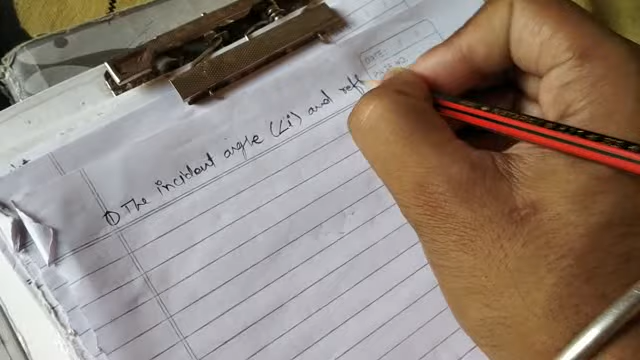 1) The incident angle (∠i) and refl